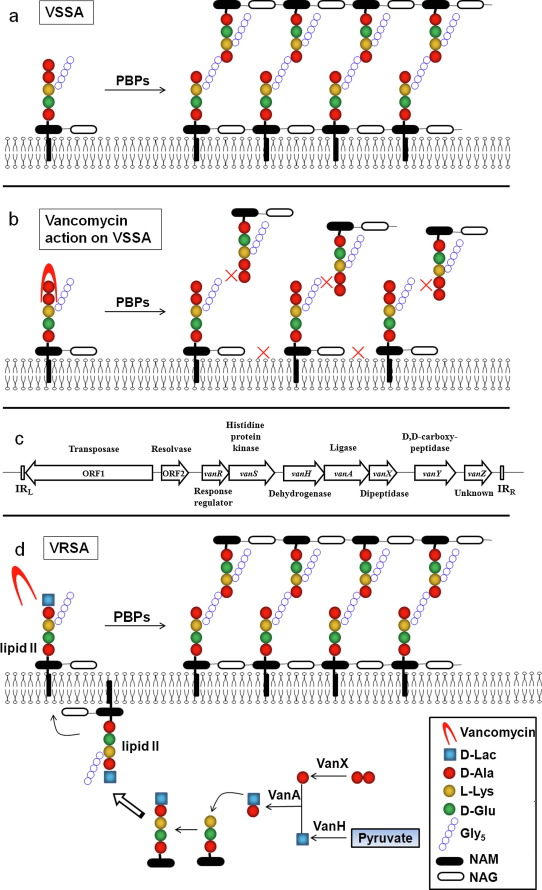 a
VSSA
PBPs
b
Vancomycin
action on VSSA
PBPs
c
Transposase
Resolvase
Histidine
protein
kinase
Ligase
D,D-carboxy-
peptidase
ORF1
ORF2
vanR
vanS
vanH
vanA
vanX
vanY
vanZ
IRL
IRR
Response
regulator
Dehydrogenase
Dipeptidase
Unknown
d
VRSA
PBPs
lipid II
lipid II
VanX
VanA
VanH
Pyruvate
Vancomycin
D-Lac
D-Ala
L-Lys
D-Glu
Gly5
NAM
NAG